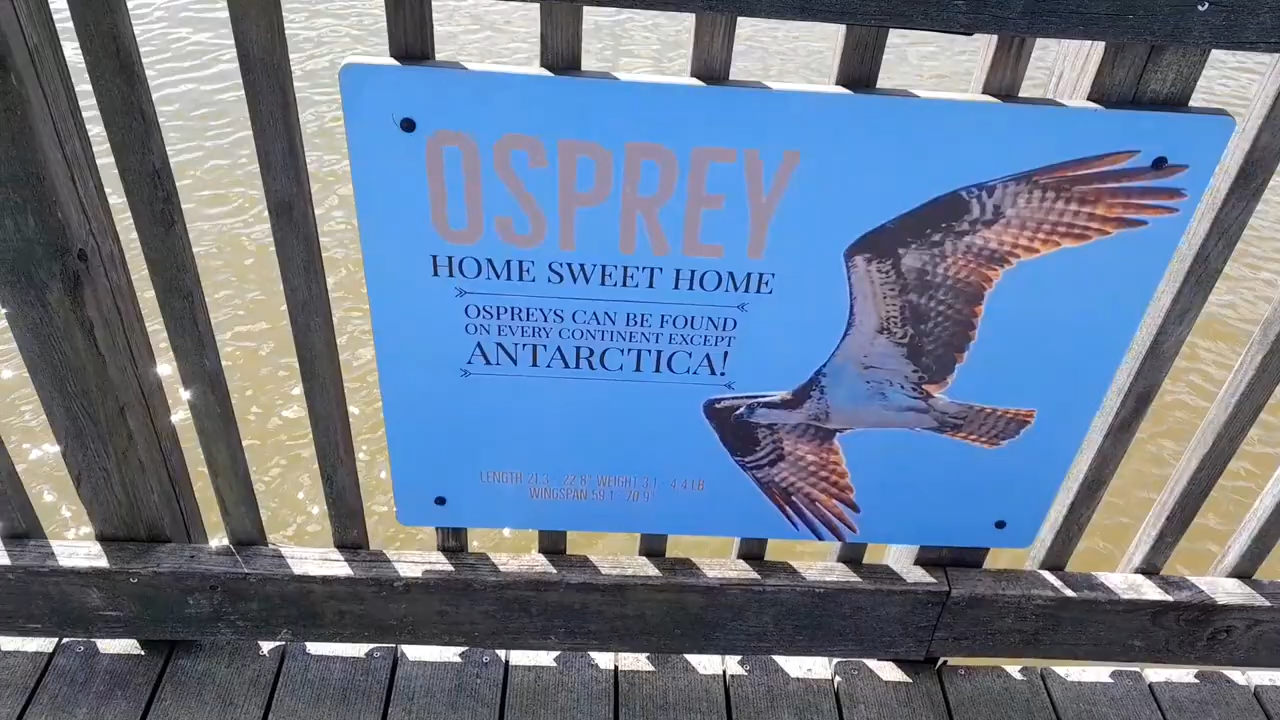 OSPREY
HOME SWEET HOME
OSPREYS CAN BE FOUND
ON EVERY CONTINENT EXCEPT
ANTARCTICA!
LENGTH 21.3 - 22.8" WEIGHT 3.1 - 4.4 LB
WINGSPAN 59.1 - 70.9"